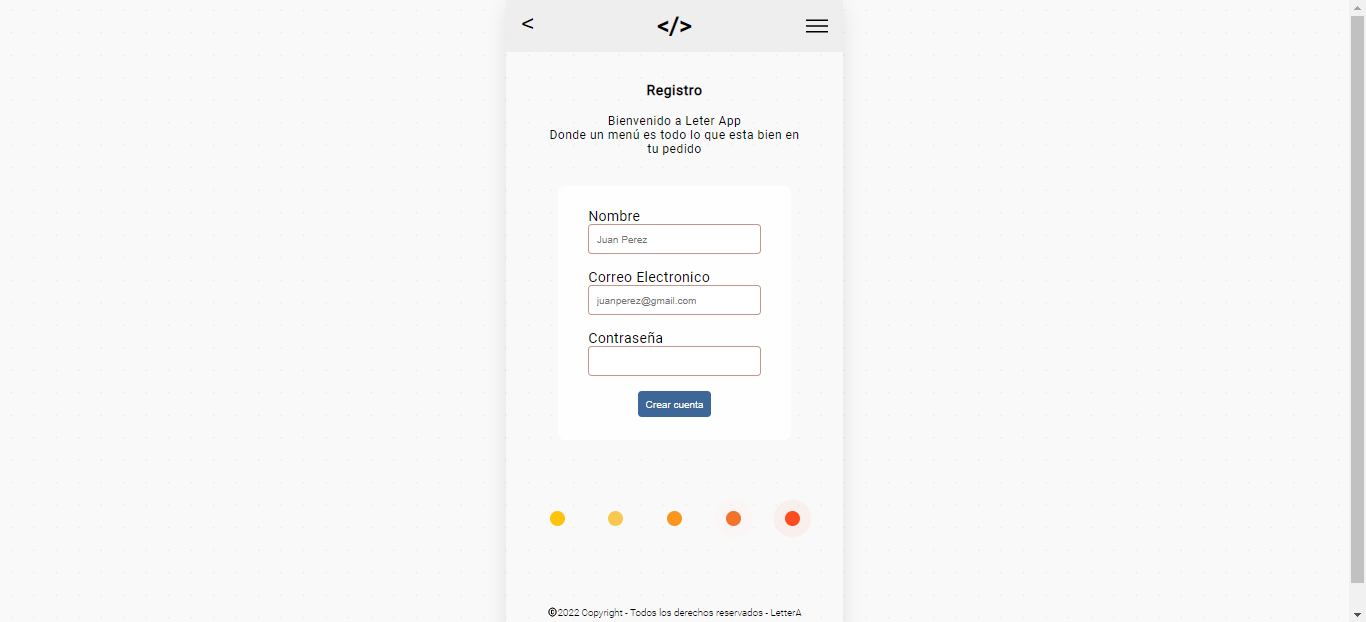 <
</>
Registro
Bienvenido a Leter App
Donde un menú es todo lo que esta bien en
tu pedido
Nombre
Juan Perez
Correo Electronico
juanperez@gmail.com
Contraseña
Crear cuenta
©2022 Copyright - Todos los derechos reservados - LetterA